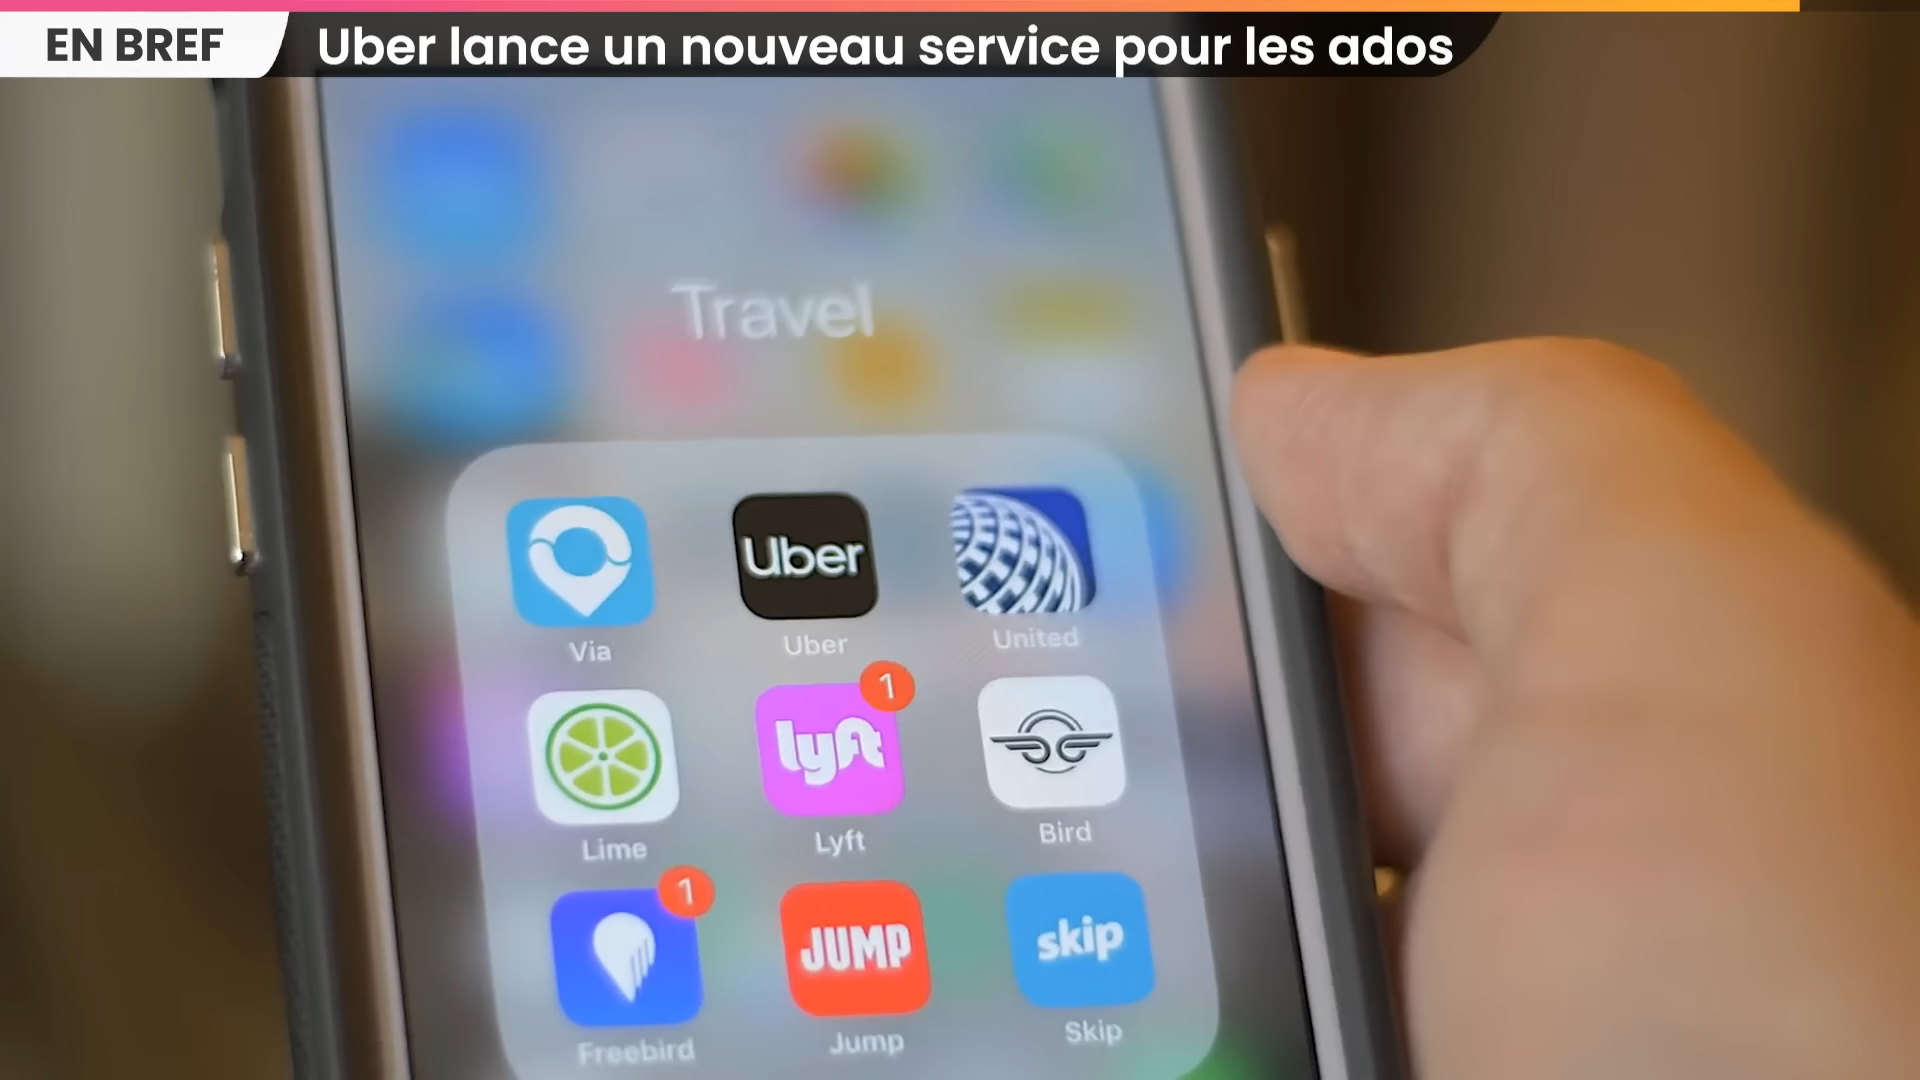 EN BREF
Uber lance un nouveau service pour les ados
Travel
Uber
Via
Uber
United
1
lyft
Lime
Lyft
Bird
1
JUMP
skip
Freebird
Jump
Skip